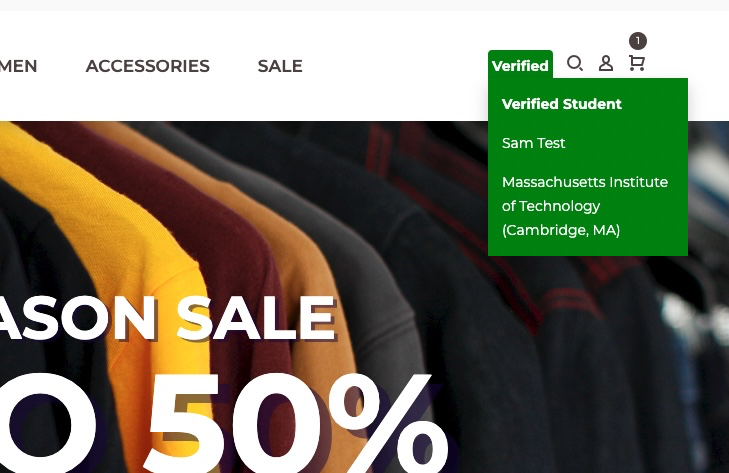 MEN
ACCESSORIES
SALE
1
Verified
Verified Student
Sam Test
Massachusetts Institute
of Technology
(Cambridge, MA)
ASON SALE
O 50%